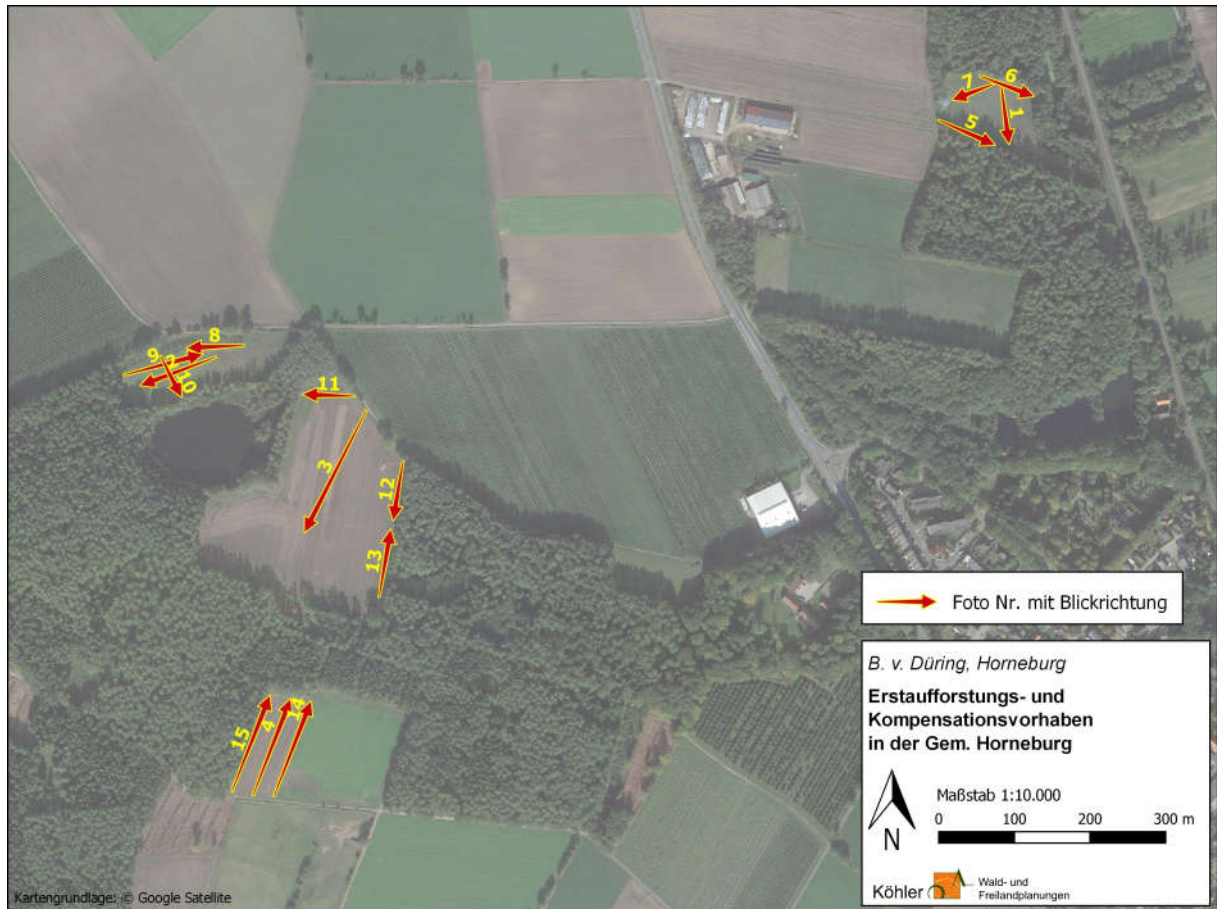 7
6
1
5
8
9
2
10
11
3
12
13
15
4
14
Foto Nr. mit Blickrichtung
B. v. Düring, Horneburg
Erstaufforstungs- und
Kompensationsvorhaben
in der Gem. Horneburg
Maßstab 1:10.000
0 100 200 300 m
N
Köhler
Wald- und
Freilandplanungen
Kartengrundlage: © Google Satellite